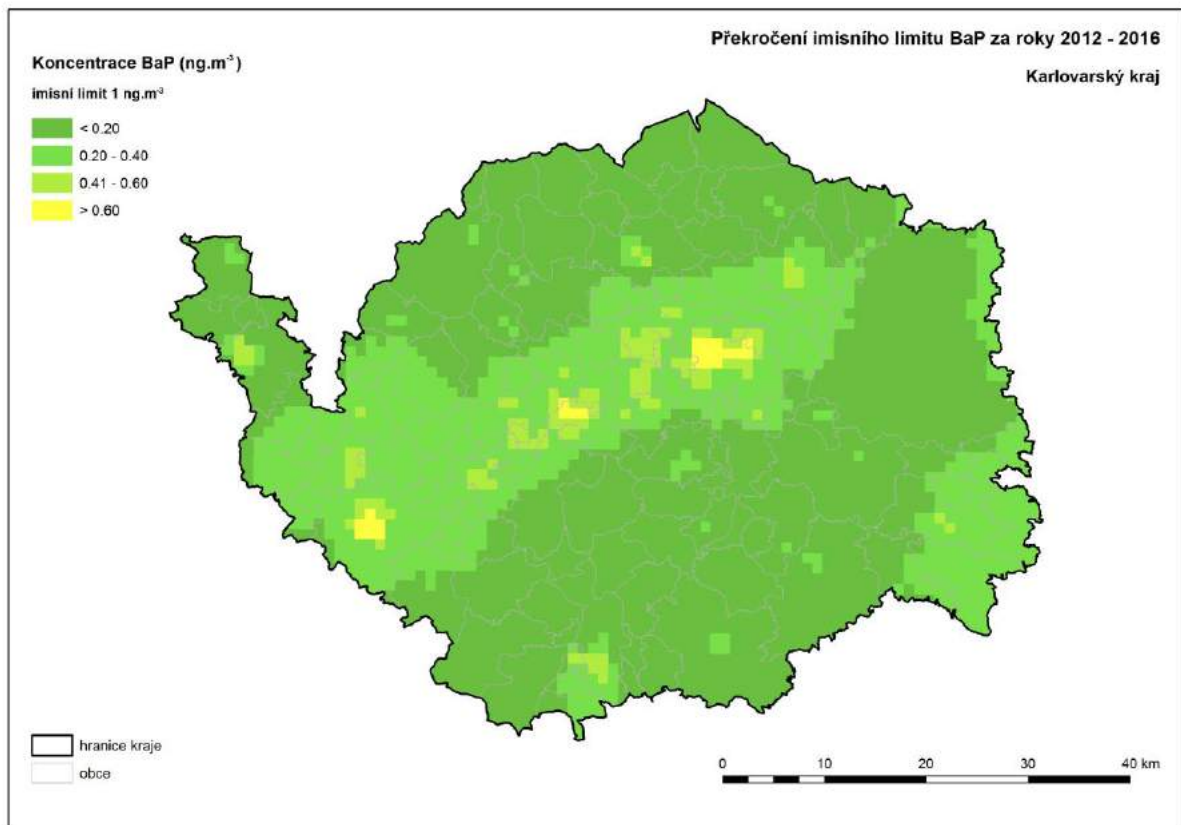 Překročení imisního limitu BaP za roky 2012 - 2016
Karlovarský kraj
Koncentrace BaP (ng.m⁻³)
imisní limit 1 ng.m⁻³
< 0.20
0.20 - 0.40
0.41 - 0.60
> 0.60
hranice kraje
obce
0 10 20 30 40 km